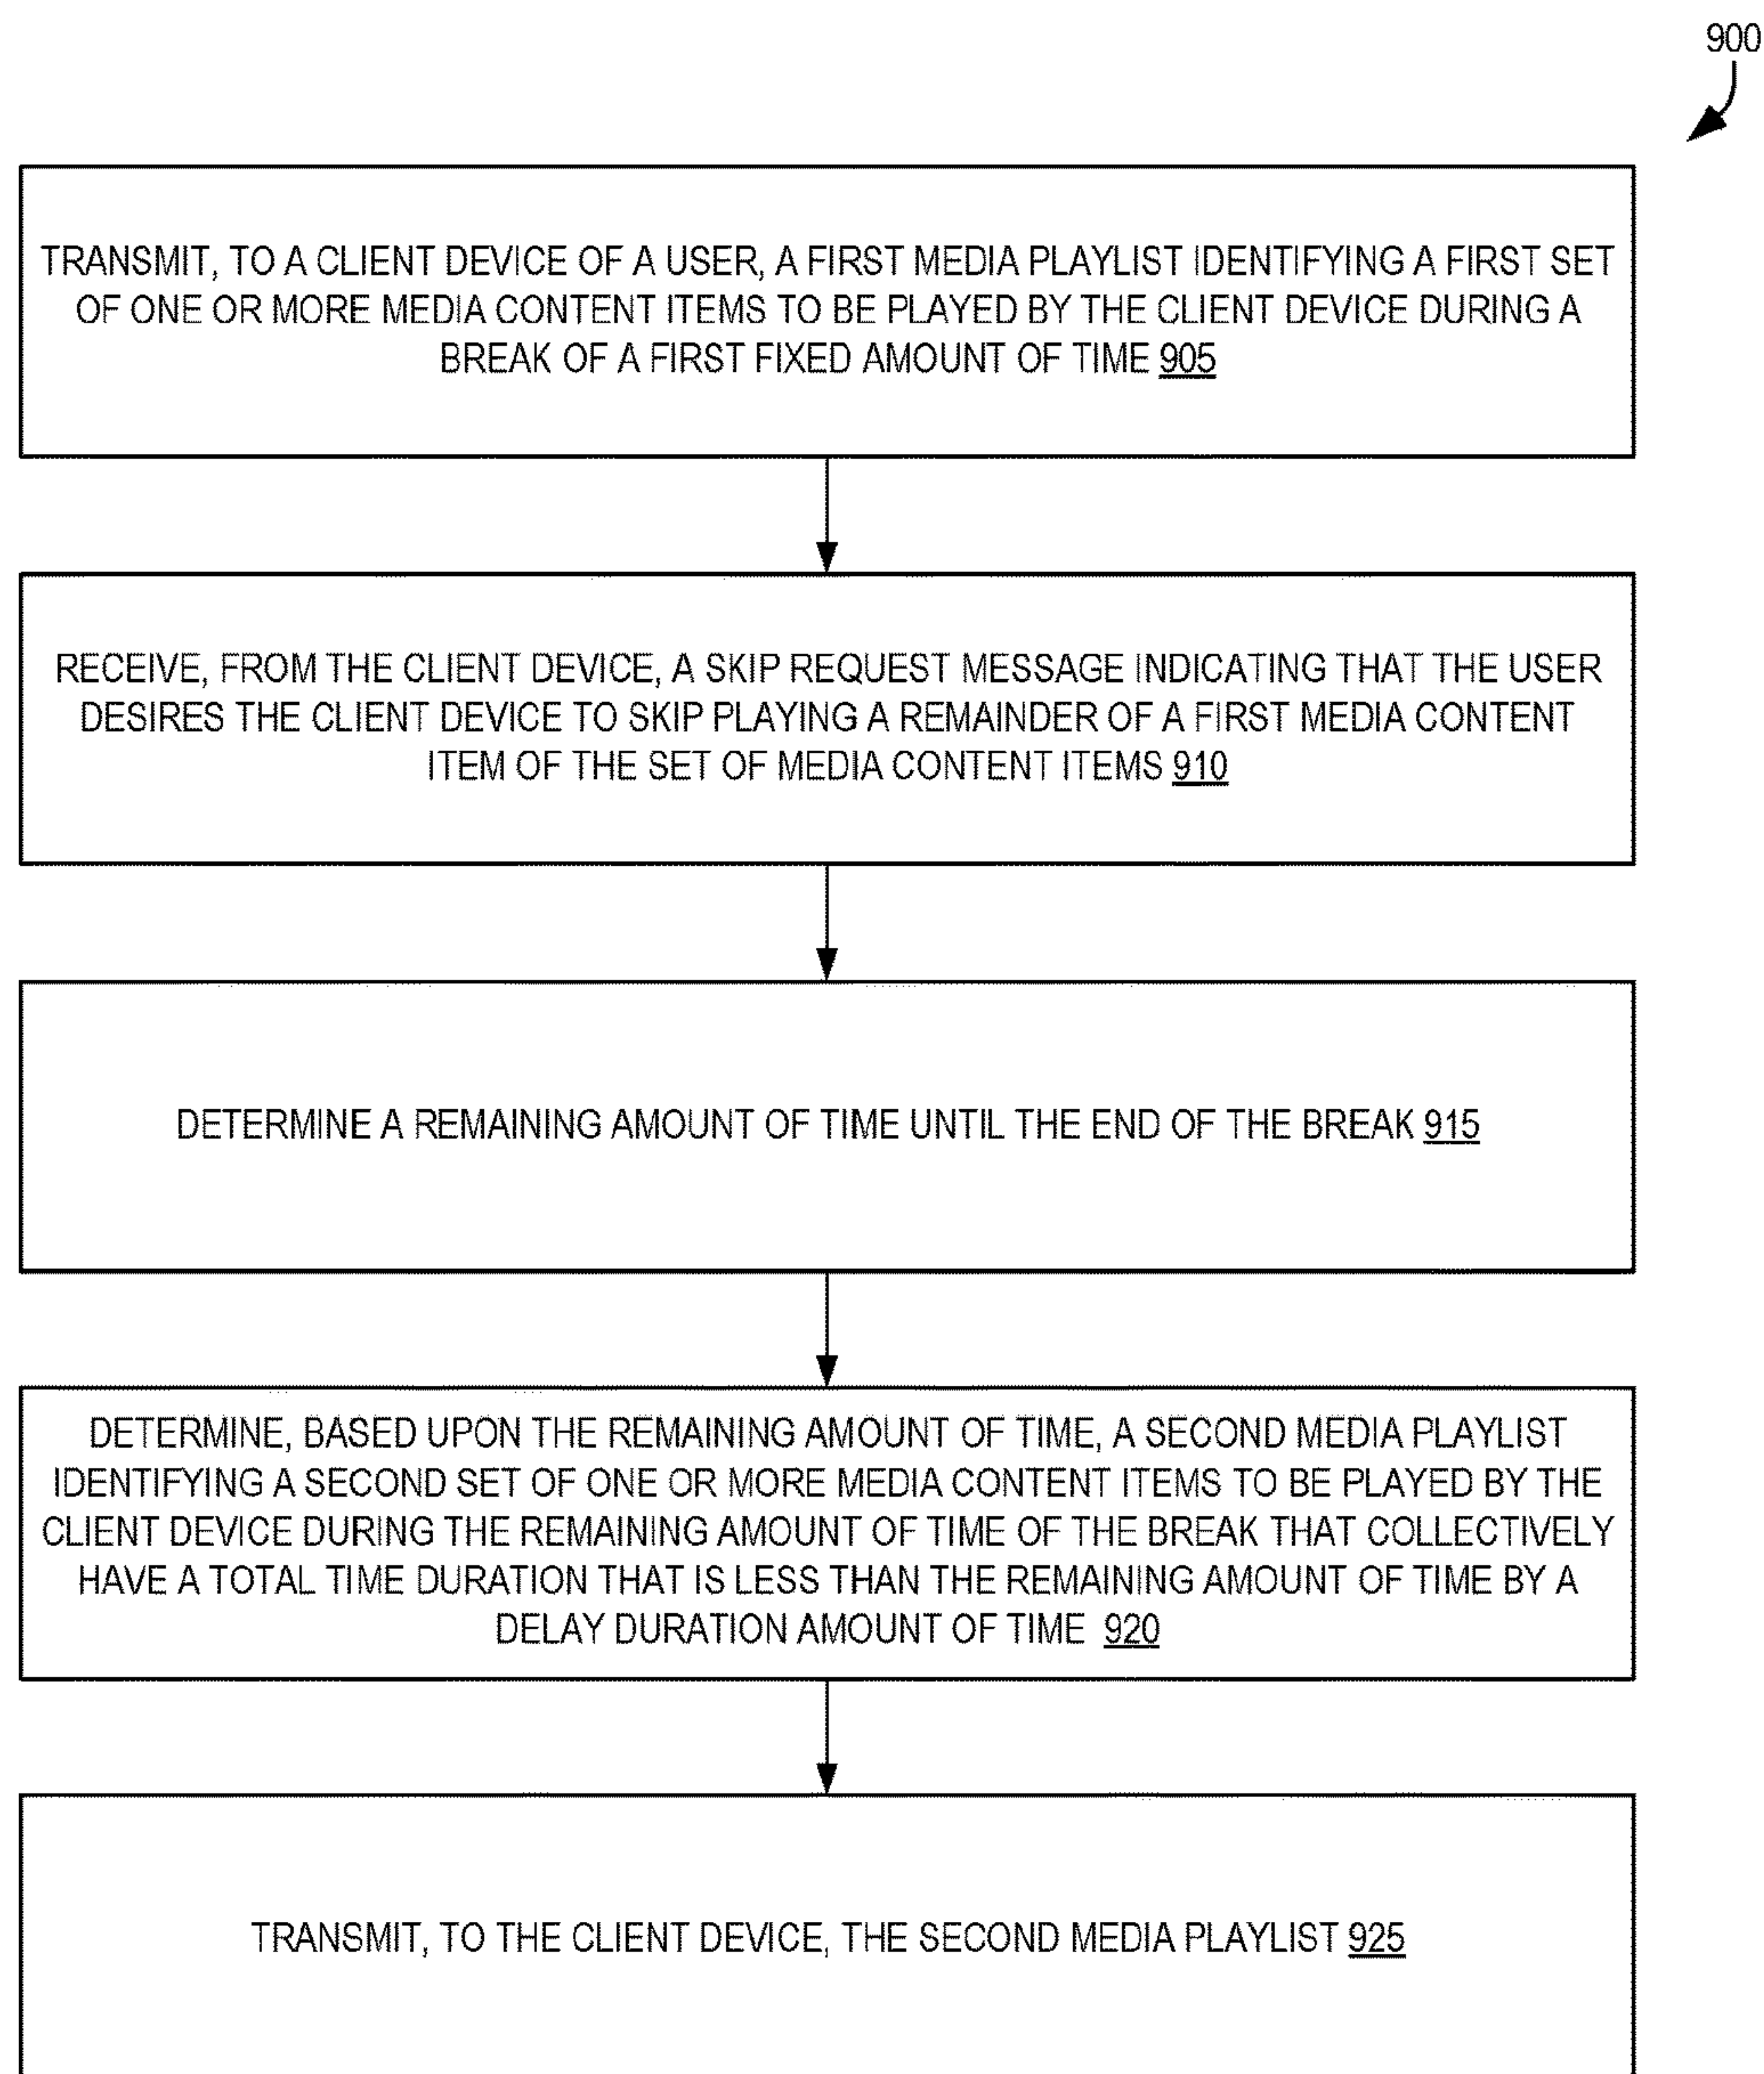 900
TRANSMIT, TO A CLIENT DEVICE OF A USER, A FIRST MEDIA PLAYLIST IDENTIFYING A FIRST SET
OF ONE OR MORE MEDIA CONTENT ITEMS TO BE PLAYED BY THE CLIENT DEVICE DURING A
BREAK OF A FIRST FIXED AMOUNT OF TIME 905
RECEIVE, FROM THE CLIENT DEVICE, A SKIP REQUEST MESSAGE INDICATING THAT THE USER
DESIRES THE CLIENT DEVICE TO SKIP PLAYING A REMAINDER OF A FIRST MEDIA CONTENT
ITEM OF THE SET OF MEDIA CONTENT ITEMS 910
DETERMINE A REMAINING AMOUNT OF TIME UNTIL THE END OF THE BREAK 915
DETERMINE, BASED UPON THE REMAINING AMOUNT OF TIME, A SECOND MEDIA PLAYLIST
IDENTIFYING A SECOND SET OF ONE OR MORE MEDIA CONTENT ITEMS TO BE PLAYED BY THE
CLIENT DEVICE DURING THE REMAINING AMOUNT OF TIME OF THE BREAK THAT COLLECTIVELY
HAVE A TOTAL TIME DURATION THAT IS LESS THAN THE REMAINING AMOUNT OF TIME BY A
DELAY DURATION AMOUNT OF TIME 920
TRANSMIT, TO THE CLIENT DEVICE, THE SECOND MEDIA PLAYLIST 925